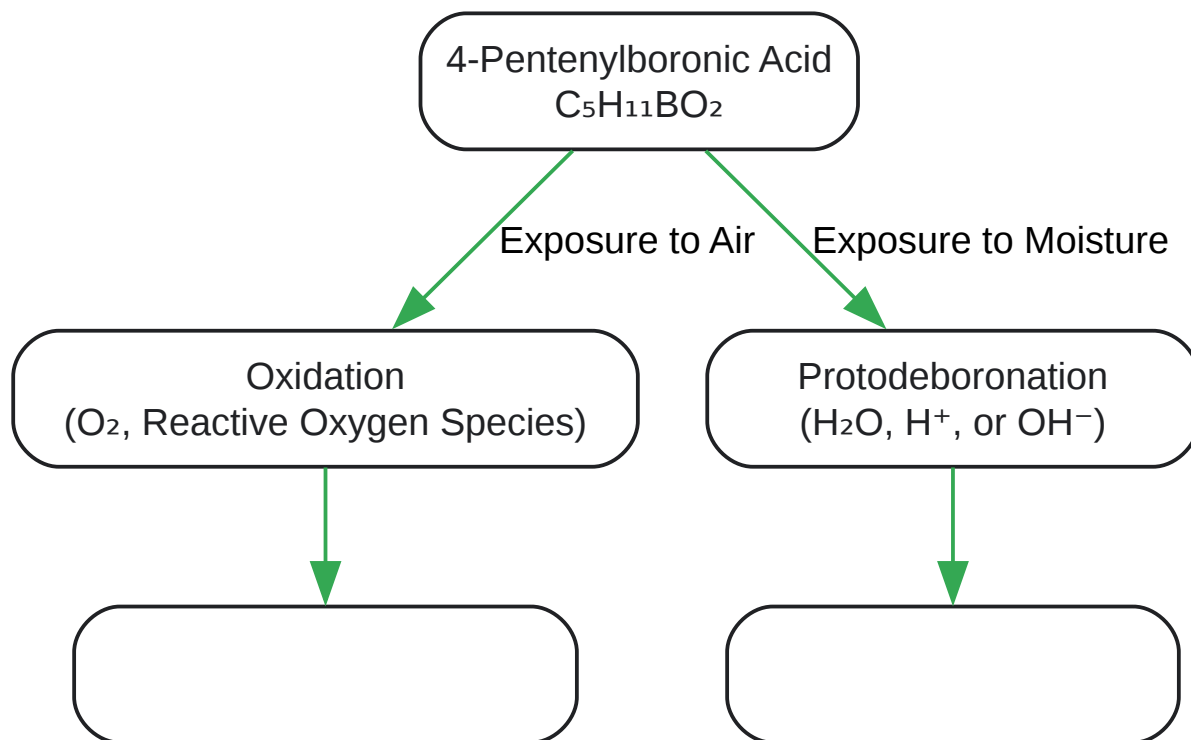 4-Pentenylboronic Acid
C₅H₁₁BO₂
Exposure to Air
Exposure to Moisture
Oxidation
(O₂, Reactive Oxygen Species)
Protodeboronation
(H₂O, H⁺, or OH⁻)